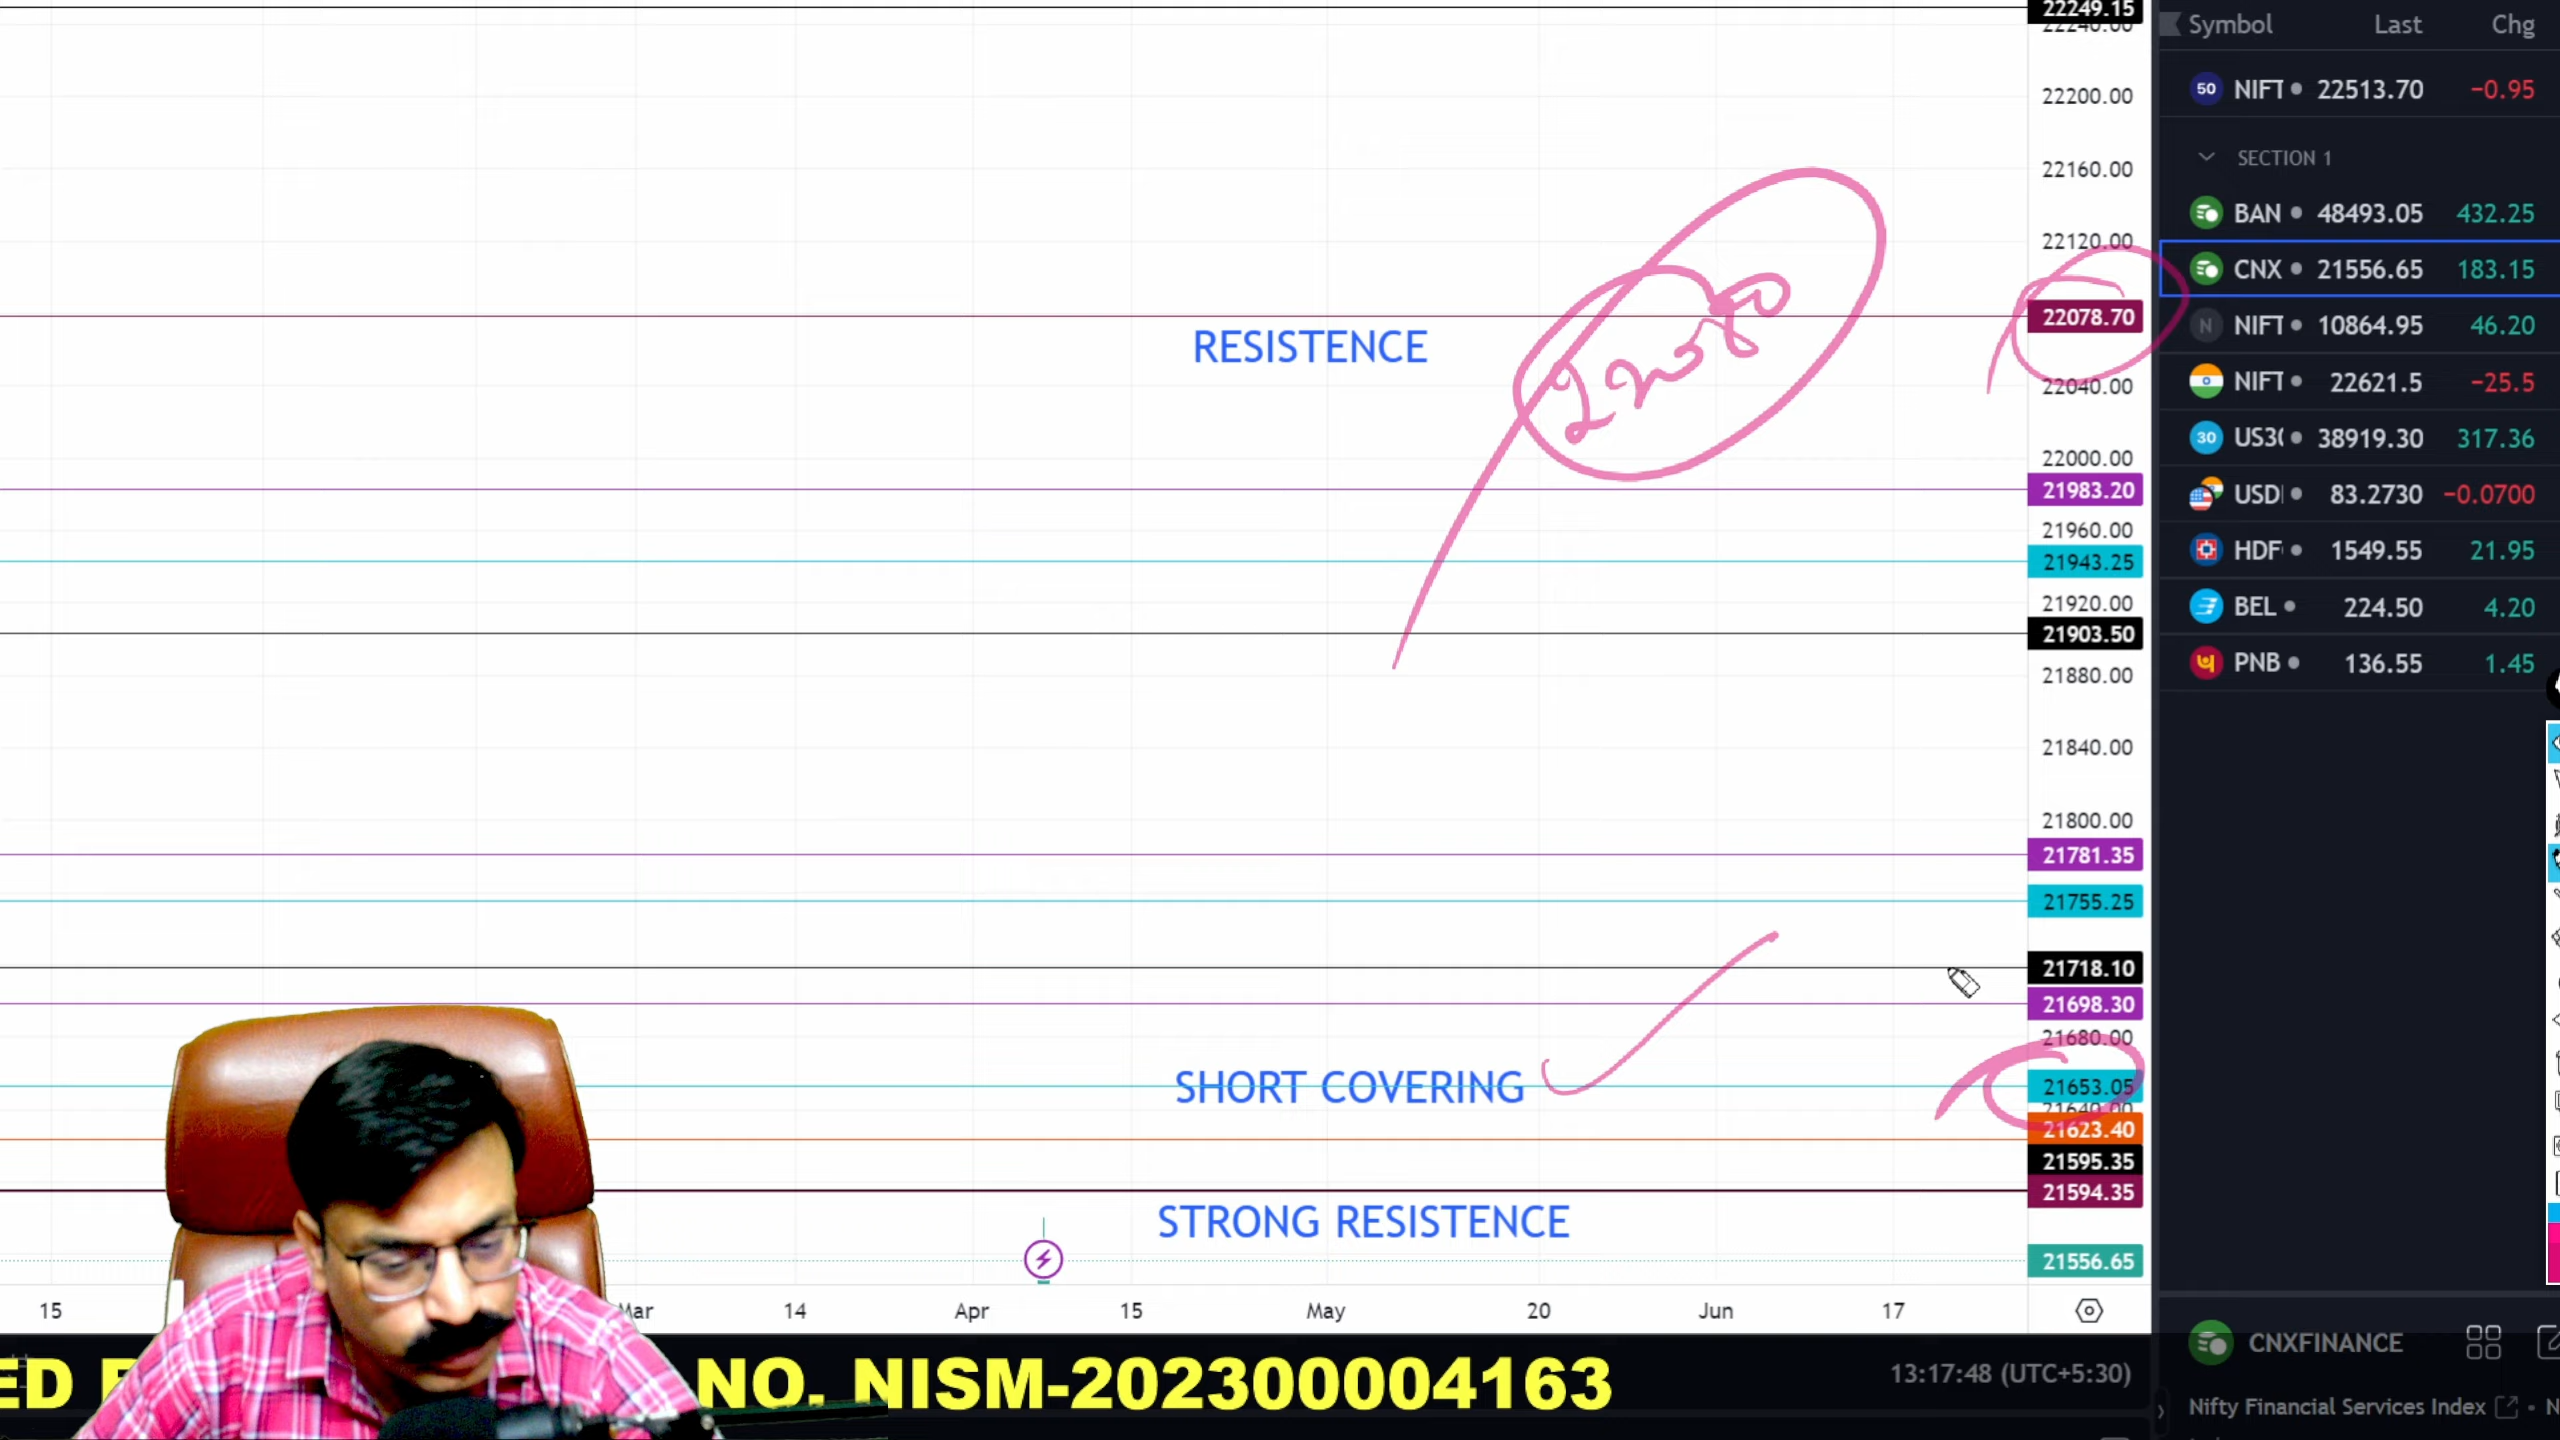 22249.15
22240.00
22200.00
22160.00
22120.00
22078.70
22040.00
22000.00
21983.20
21960.00
21943.25
21920.00
21903.50
21880.00
21840.00
21800.00
21781.35
21755.25
21718.10
21698.30
21680.00
21653.05
21640.00
21623.40
21595.35
21594.35
21556.65
RESISTENCE
22080
SHORT COVERING
STRONG RESISTENCE
15
Mar
14
Apr
15
May
20
Jun
17
NO. NISM-202300004163
13:17:48 (UTC+5:30)
Symbol Last Chg
50 NIFT 22513.70 −0.95
SECTION 1
BAN 48493.05 432.25
CNX 21556.65 183.15
N NIFT 10864.95 46.20
NIFT 22621.5 −25.5
30 US30 38919.30 317.36
USDI 83.2730 −0.0700
HDF 1549.55 21.95
BEL 224.50 4.20
PNB 136.55 1.45
CNXFINANCE
Nifty Financial Services Index